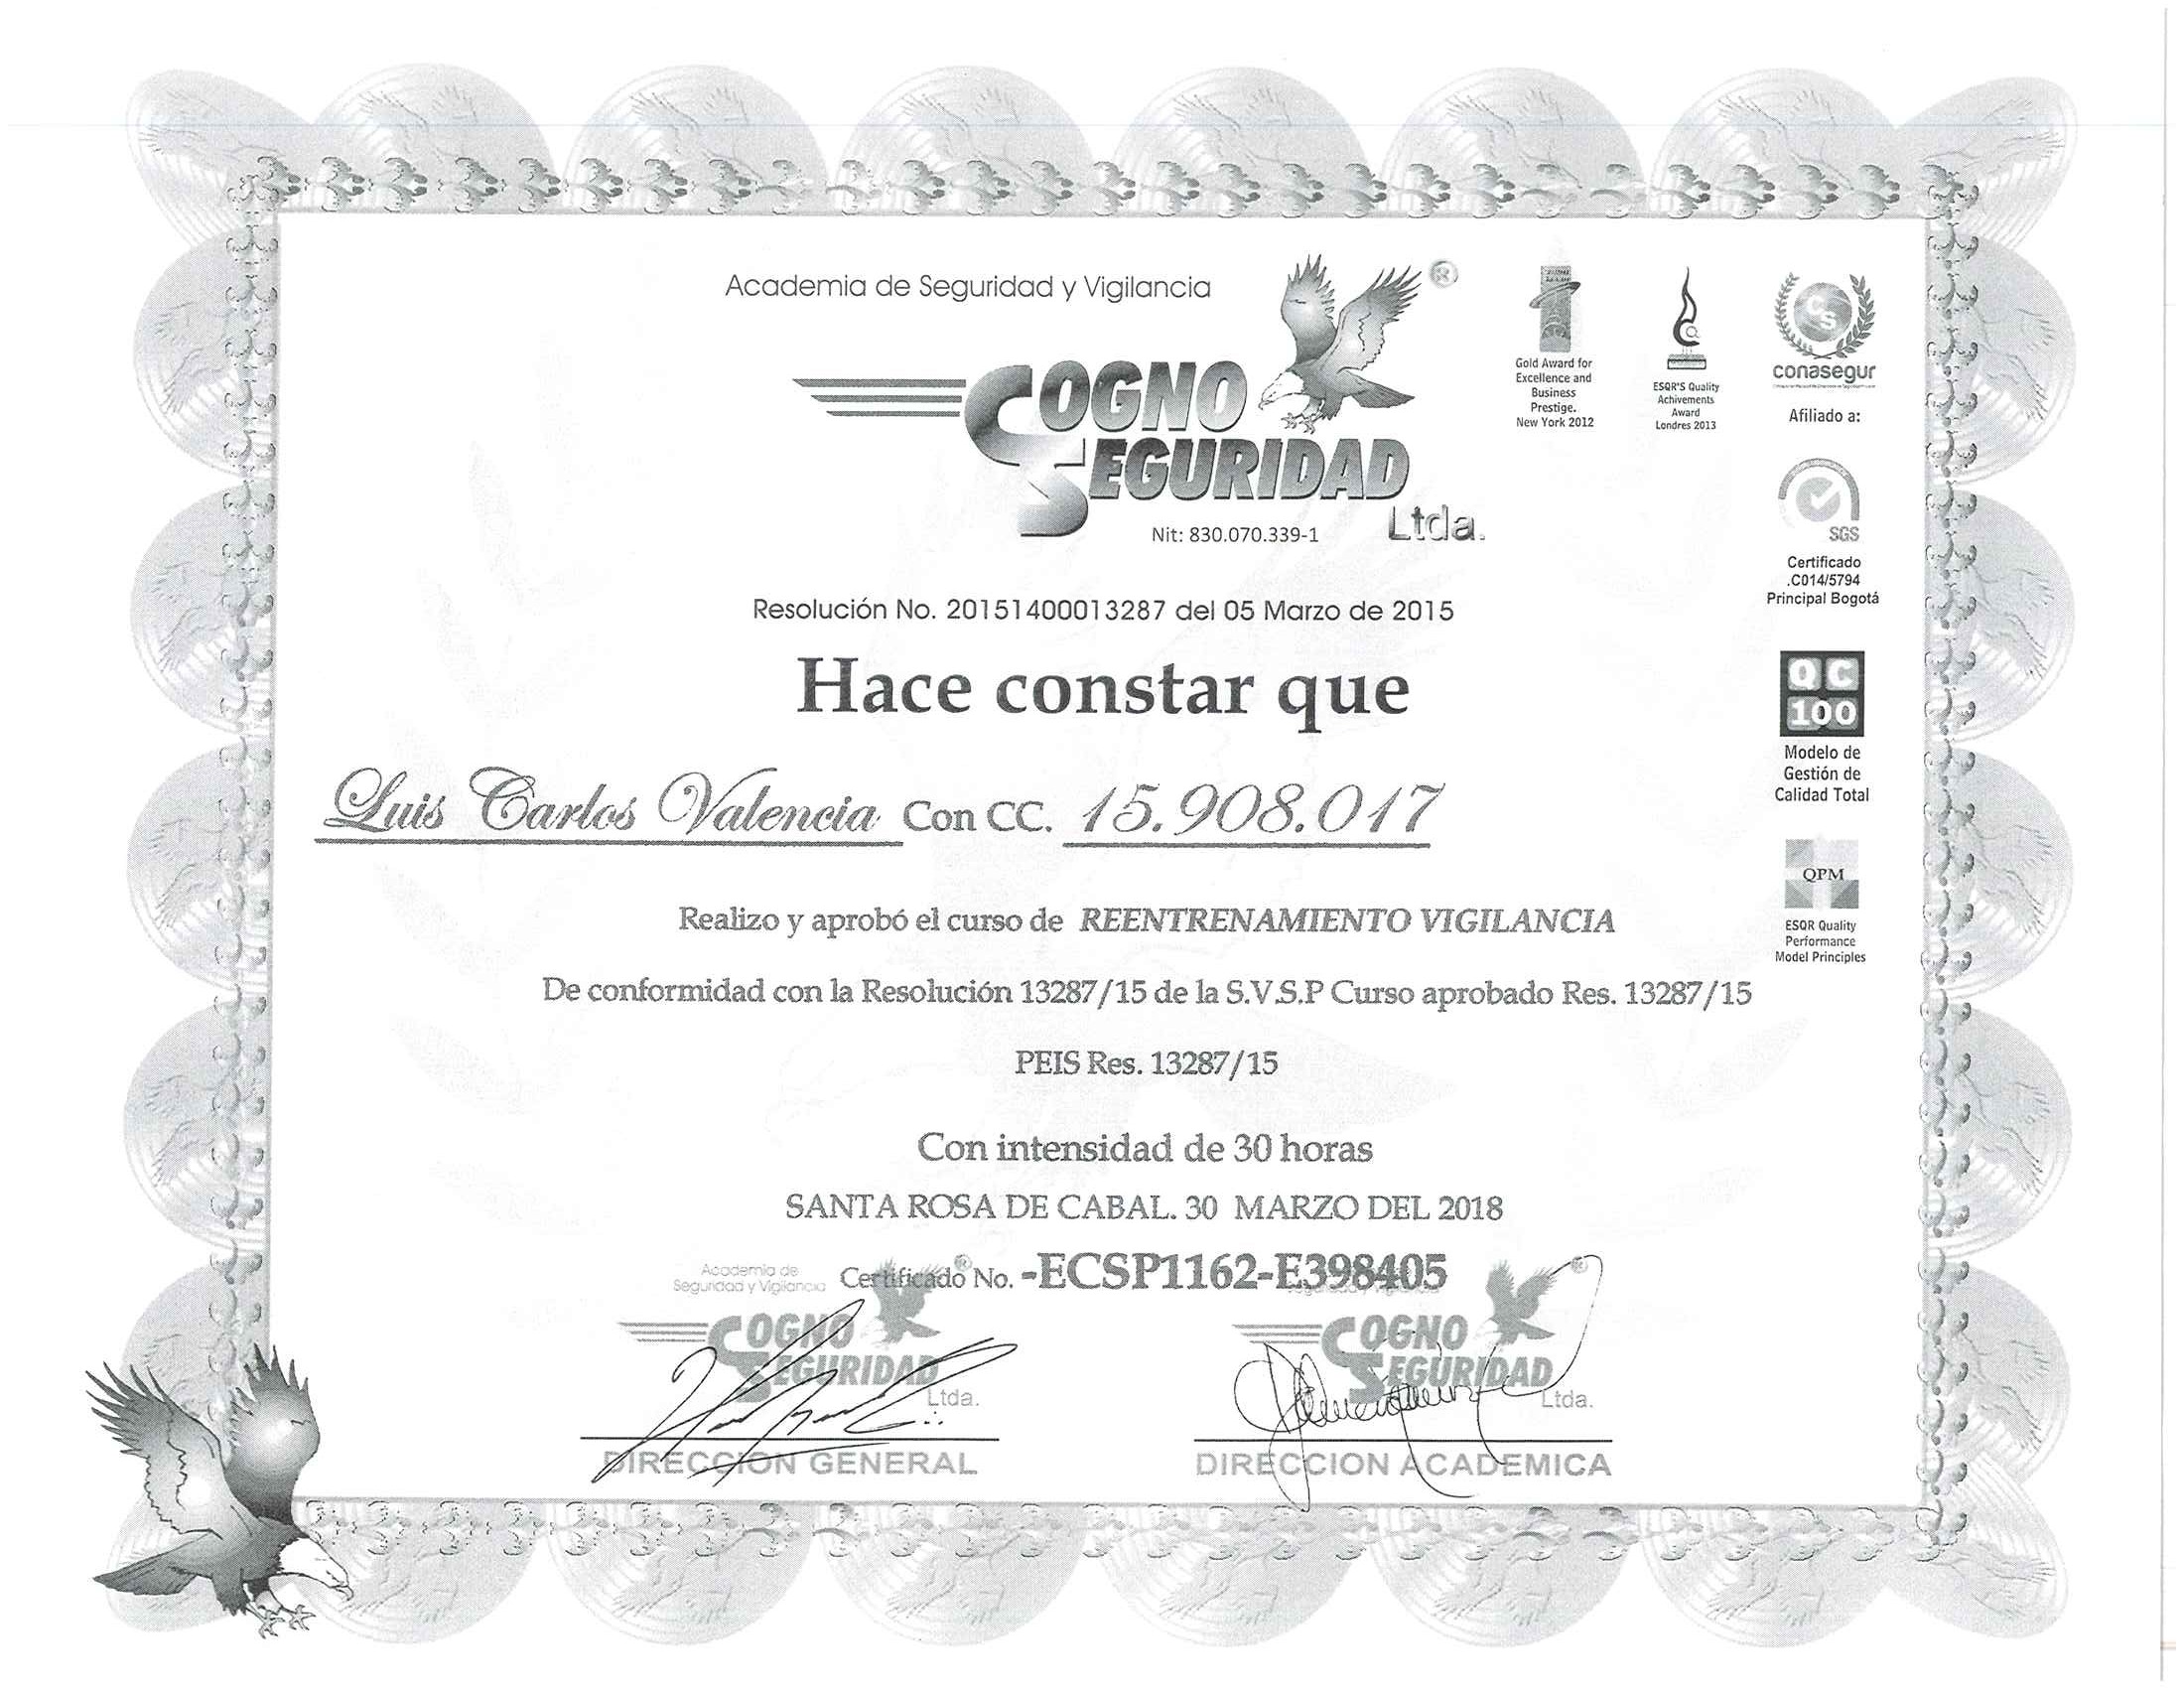 Academia de Seguridad y Vigilancia
®
COGNO
SEGURIDAD
Ltda.
Nit: 830.070.339-1
Gold Award for
Excellence and
Business
Prestige.
New York 2012
ESQR'S Quality
Achivements
Award
Londres 2013
CS
conasegur
Afiliado a:
SGS
Certificado
.C014/5794
Principal Bogotá
QC
100
Modelo de
Gestión de
Calidad Total
QPM
ESQR Quality
Performance
Model Principles
Resolución No. 20151400013287 del 05 Marzo de 2015
Hace constar que
Luis Carlos Valencia Con CC. 15.908.017
Realizo y aprobó el curso de REENTRENAMIENTO VIGILANCIA
De conformidad con la Resolución 13287/15 de la S.V.S.P Curso aprobado Res. 13287/15
PEIS Res. 13287/15
Con intensidad de 30 horas
SANTA ROSA DE CABAL. 30 MARZO DEL 2018
Certificado No. -ECSP1162-E398405
Academia de
Seguridad y Vigilancia
®
COGNO
SEGURIDAD
Ltda.
DIRECCION GENERAL
®
COGNO
SEGURIDAD
Ltda.
DIRECCION ACADEMICA